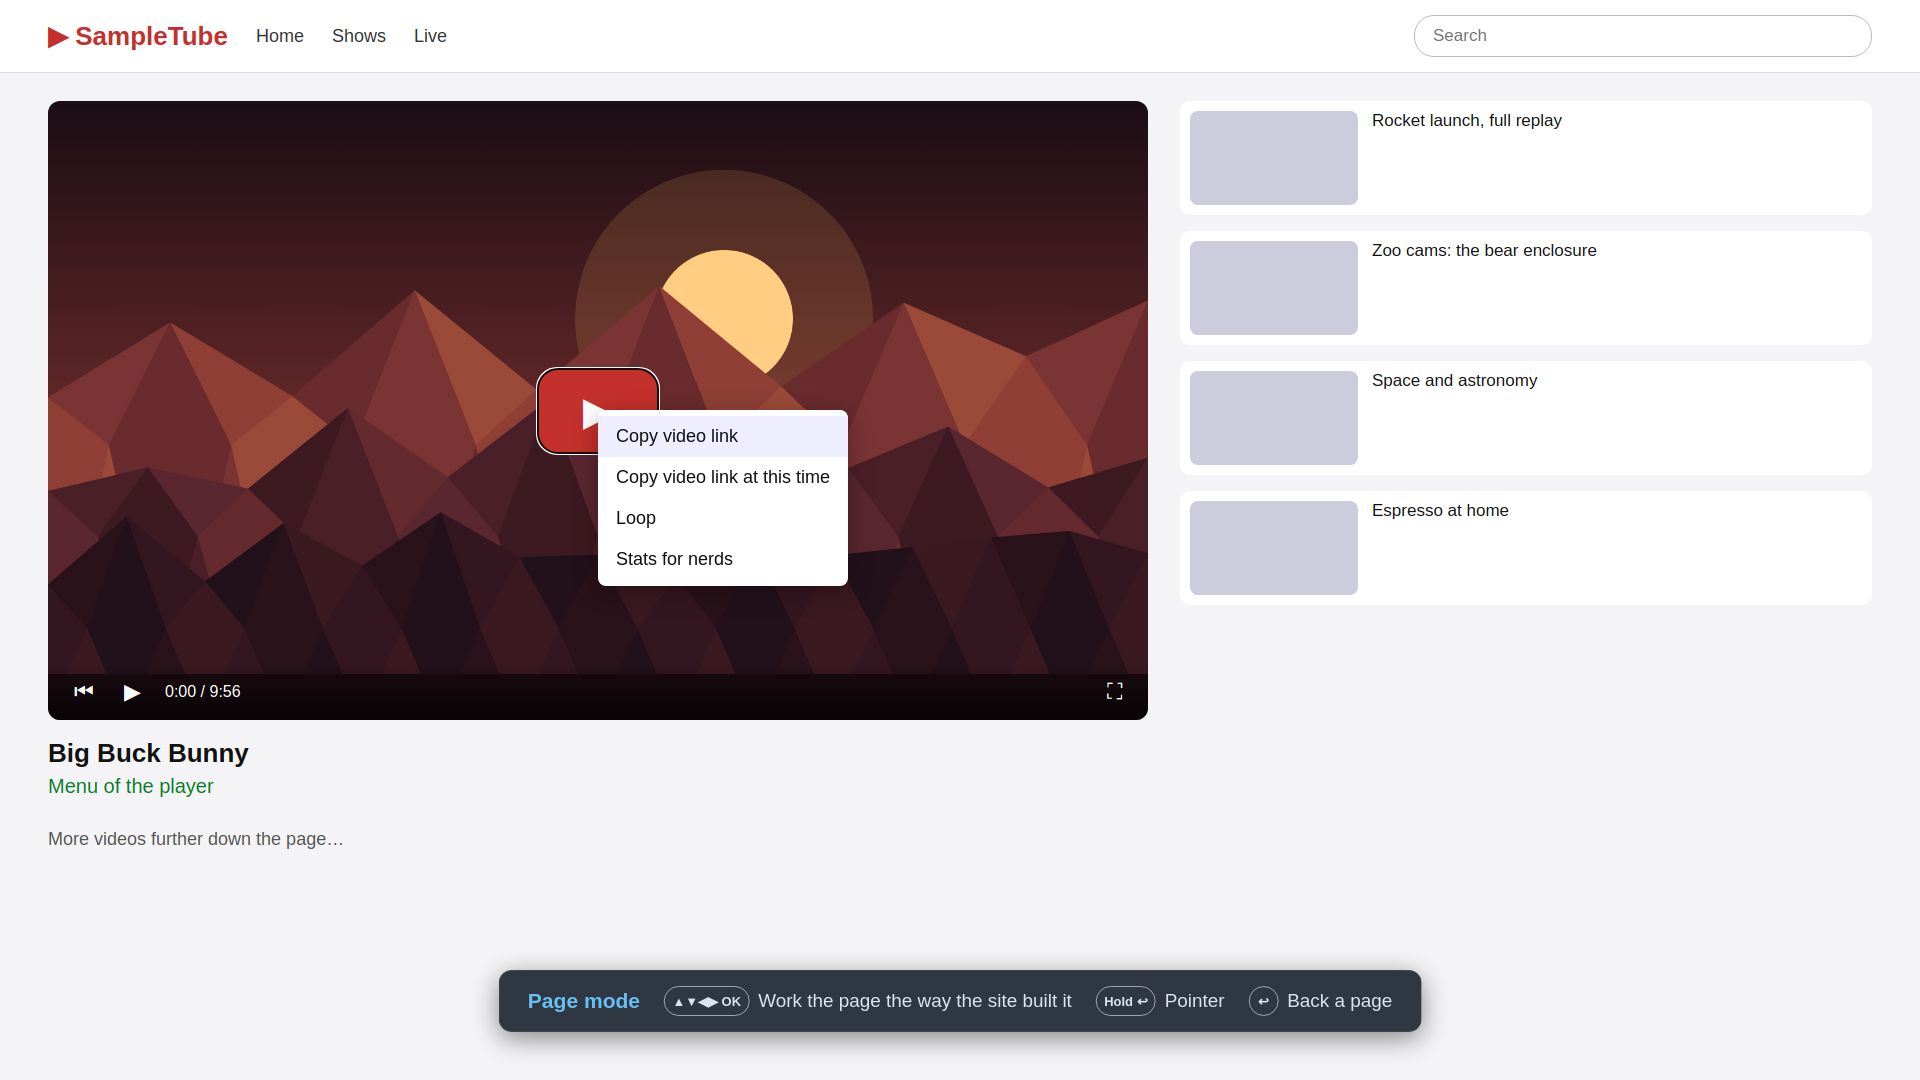 ▶ SampleTube Home Shows Live Search
Rocket launch, full replay
Zoo cams: the bear enclosure
Space and astronomy
Espresso at home
Copy video link
Copy video link at this time
Loop
Stats for nerds
0:00 / 9:56
Big Buck Bunny
Menu of the player
More videos further down the page…
Page mode ▲▼◀▶ OK Work the page the way the site built it Hold ↩ Pointer ↩ Back a page